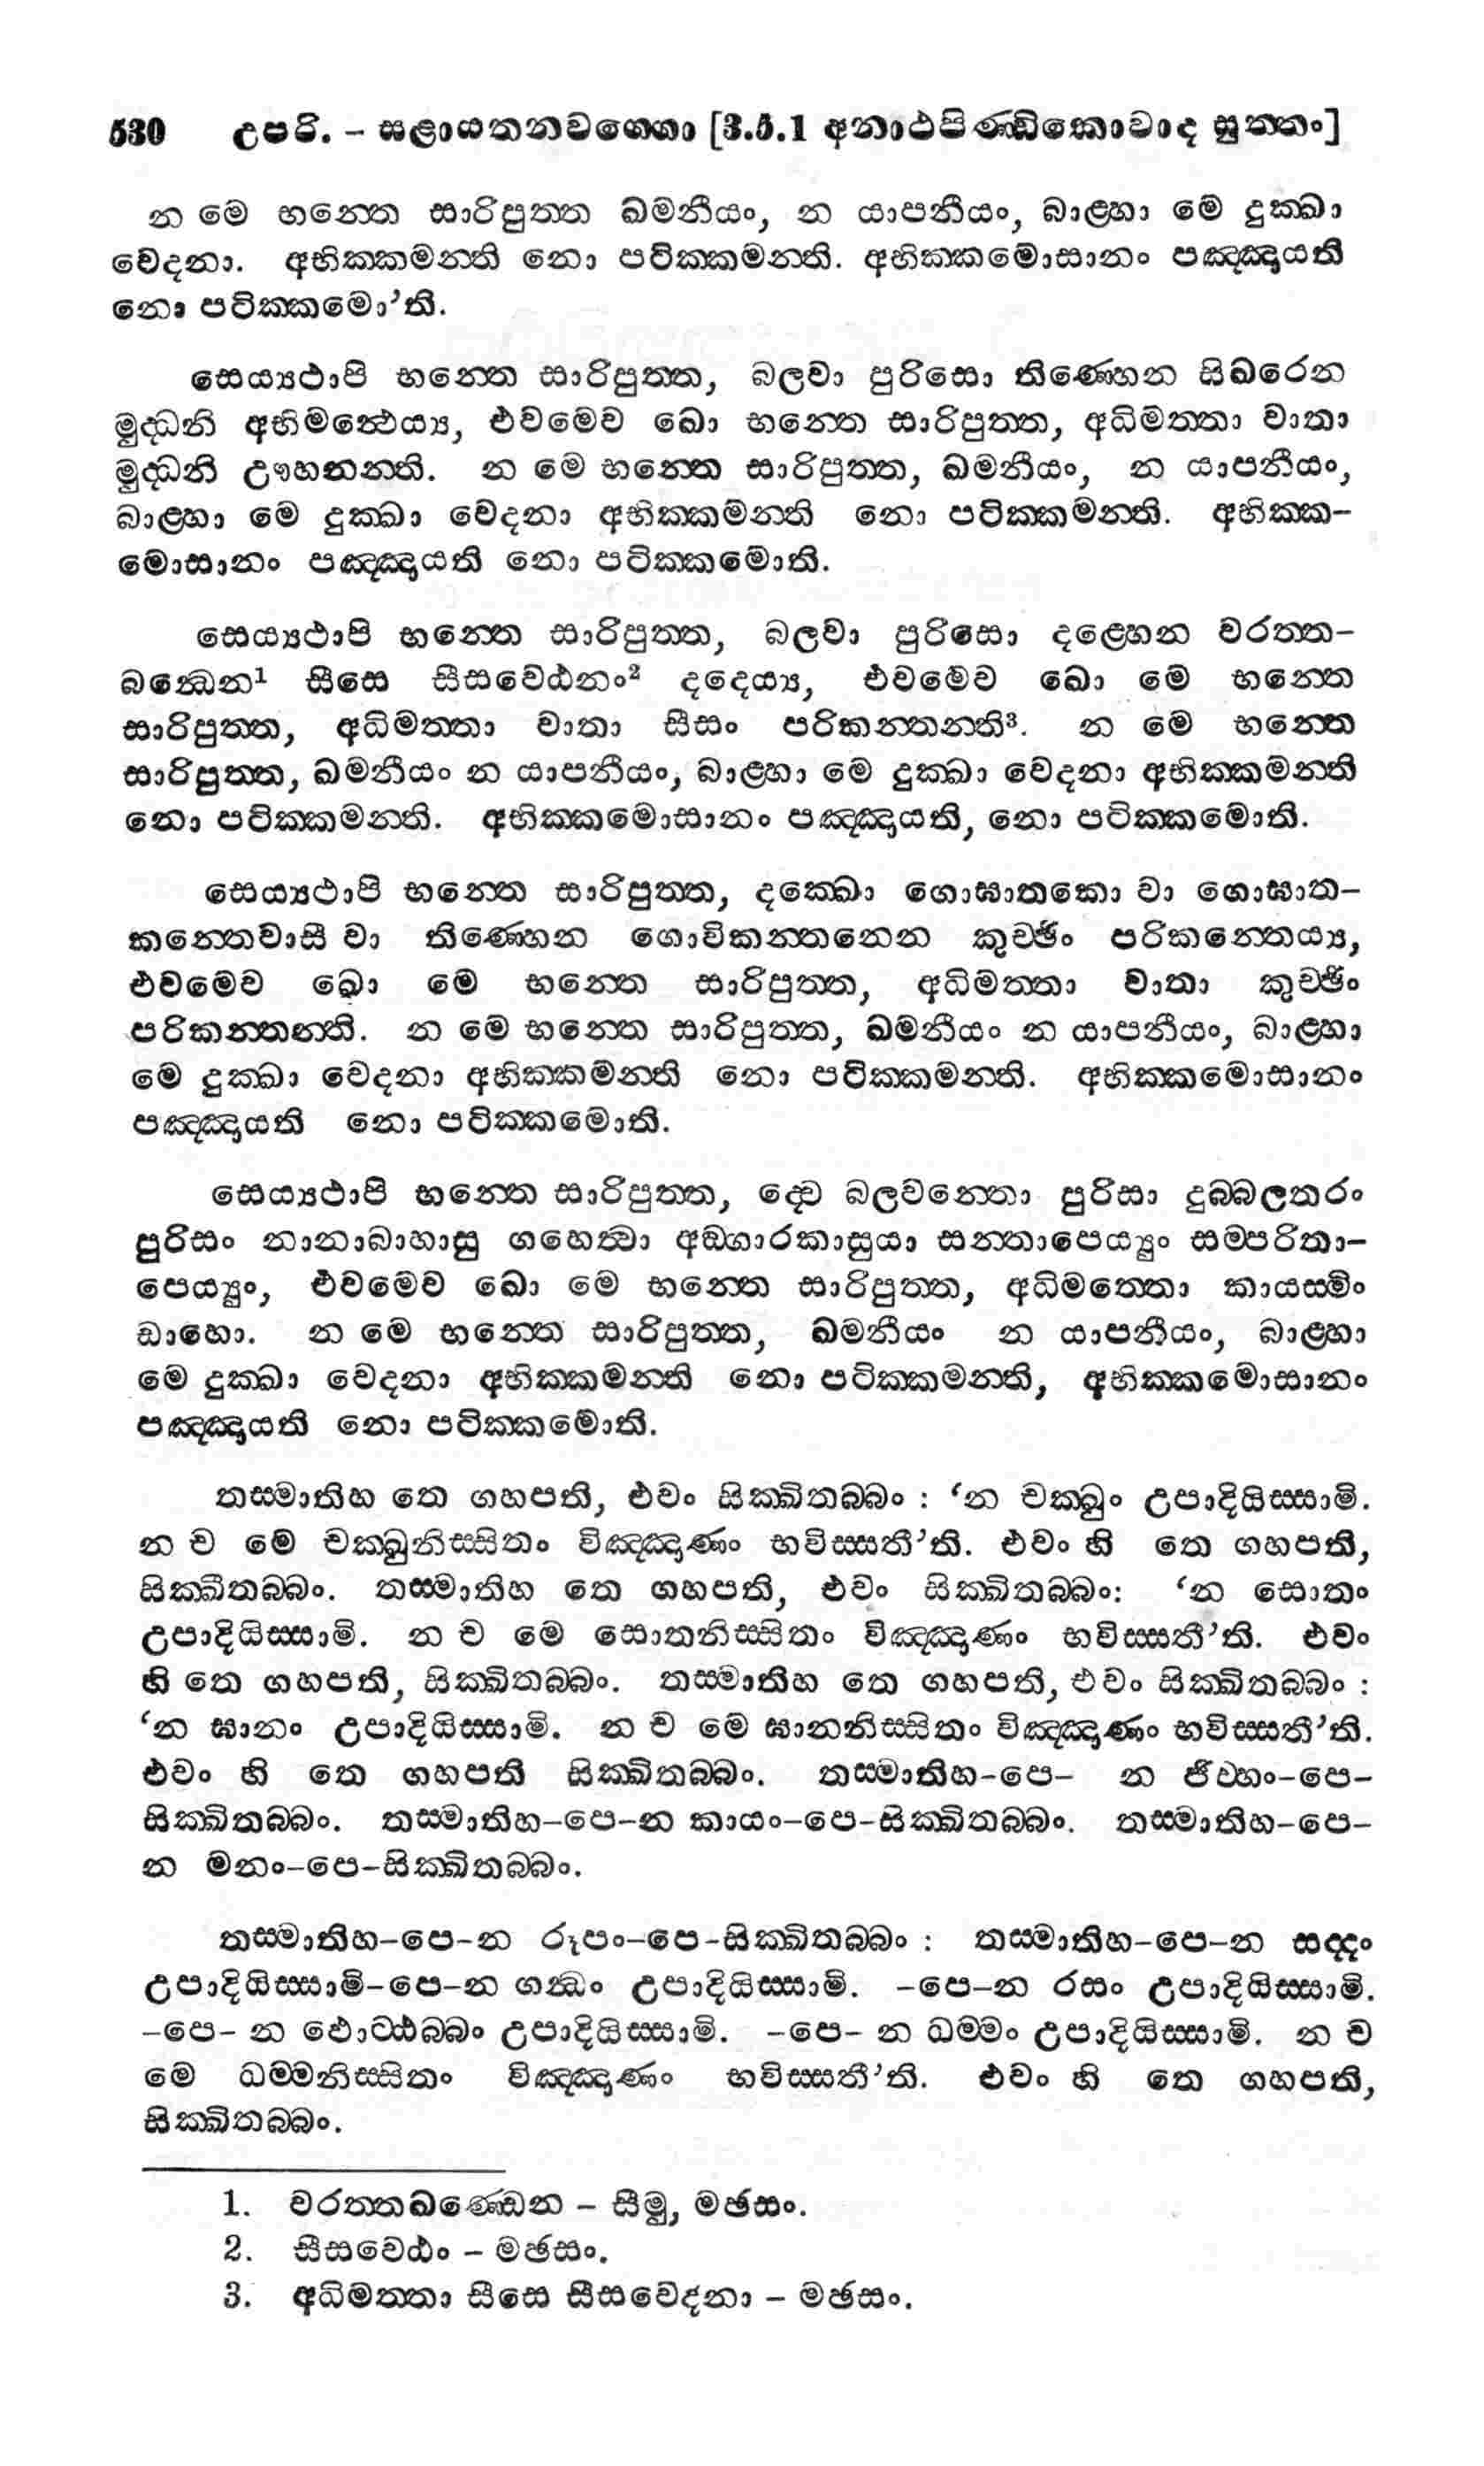 530 උපරි. – සළායතනවග්ගො [3.5.1 අනාථපිණ්ඩිකොවාද සුත්තං]
න මෙ භන්තෙ සාරිපුත්ත ඛමනීයං, න යාපනීයං, බාළ්හා මෙ දුක්ඛා
වෙදනා. අභික්කමන්ති නො පටික්කමන්ති. අභික්කමොසානං පඤ්ඤායති
නො පටික්කමො’ති.
සෙය්‍යථාපි භන්තෙ සාරිපුත්ත, බලවා පුරිසො තිණ්හෙන සිඛරෙන
මුද්ධනි අභිමත්ථෙය්‍ය, එවමෙව ඛො භන්තෙ සාරිපුත්ත, අධිමත්තා වාතා
මුද්ධනි ඌහනන්ති. න මෙ භන්තෙ සාරිපුත්ත, ඛමනීයං, න යාපනීයං,
බාළ්හා මෙ දුක්ඛා වෙදනා අභික්කමන්ති නො පටික්කමන්ති. අභික්ක–
මොසානං පඤ්ඤායති නො පටික්කමොති.
සෙය්‍යථාපි භන්තෙ සාරිපුත්ත, බලවා පුරිසො දළ්හෙන වරත්ත–
බන්ධෙන¹ සීසෙ සීසවෙඨනං² දදෙය්‍ය, එවමෙව ඛො මෙ භන්තෙ
සාරිපුත්ත, අධිමත්තා වාතා සීසං පරිකන්තන්ති³. න මෙ භන්තෙ
සාරිපුත්ත, ඛමනීයං න යාපනීයං, බාළ්හා මෙ දුක්ඛා වෙදනා අභික්කමන්ති
නො පටික්කමන්ති. අභික්කමොසානං පඤ්ඤායති, නො පටික්කමොති.
සෙය්‍යථාපි භන්තෙ සාරිපුත්ත, දක්ඛො ගොඝාතකො වා ගොඝාත–
කන්තෙවාසී වා තිණ්හෙන ගොවිකන්තනෙන කුච්ඡිං පරිකන්තෙය්‍ය,
එවමෙව ඛො මෙ භන්තෙ සාරිපුත්ත, අධිමත්තා වාතා කුච්ඡිං
පරිකන්තන්ති. න මෙ භන්තෙ සාරිපුත්ත, ඛමනීයං න යාපනීයං, බාළ්හා
මෙ දුක්ඛා වෙදනා අභික්කමන්ති නො පටික්කමන්ති. අභික්කමොසානං
පඤ්ඤායති නො පටික්කමොති.
සෙය්‍යථාපි භන්තෙ සාරිපුත්ත, ද්වෙ බලවන්තො පුරිසා දුබ්බලතරං
පුරිසං නානාබාහාසු ගහෙත්වා අඞ්ගාරකාසුයා සන්තාපෙය්‍යුං සම්පරිතා–
පෙය්‍යුං, එවමෙව ඛො මෙ භන්තෙ සාරිපුත්ත, අධිමත්තො කායස්මිං
ඩාහො. න මෙ භන්තෙ සාරිපුත්ත, ඛමනීයං න යාපනීයං, බාළ්හා
මෙ දුක්ඛා වෙදනා අභික්කමන්ති නො පටික්කමන්ති, අභික්කමොසානං
පඤ්ඤායති නො පටික්කමොති.
තස්මාතිහ තෙ ගහපති, එවං සික්ඛිතබ්බං : ‘න චක්ඛුං උපාදියිස්සාමි.
න ච මෙ චක්ඛුනිස්සිතං විඤ්ඤාණං භවිස්සතී’ති. එවං හි තෙ ගහපති,
සික්ඛිතබ්බං. තස්මාතිහ තෙ ගහපති, එවං සික්ඛිතබ්බං: ‘න සොතං
උපාදියිස්සාමි. න ච මෙ සොතනිස්සිතං විඤ්ඤාණං භවිස්සතී’ති. එවං
හි තෙ ගහපති, සික්ඛිතබ්බං. තස්මාතිහ තෙ ගහපති, එවං සික්ඛිතබ්බං :
‘න ඝානං උපාදියිස්සාමි. න ච මෙ ඝානනිස්සිතං විඤ්ඤාණං භවිස්සතී’ති.
එවං හි තෙ ගහපති සික්ඛිතබ්බං. තස්මාතිහ–පෙ– න ජිව්හං–පෙ–
සික්ඛිතබ්බං. තස්මාතිහ–පෙ–න කායං–පෙ–සික්ඛිතබ්බං. තස්මාතිහ–පෙ–
න මනං–පෙ–සික්ඛිතබ්බං.
තස්මාතිහ–පෙ–න රූපං–පෙ–සික්ඛිතබ්බං : තස්මාතිහ–පෙ–න සද්දං
උපාදියිස්සාමි–පෙ–න ගන්ධං උපාදියිස්සාමි. –පෙ–න රසං උපාදියිස්සාමි.
–පෙ– න ඵොට්ඨබ්බං උපාදියිස්සාමි. –පෙ– න ධම්මං උපාදියිස්සාමි. න ච
මෙ ධම්මනිස්සිතං විඤ්ඤාණං භවිස්සතී’ති. එවං හි තෙ ගහපති,
සික්ඛිතබ්බං.
1. වරත්තඛණ්ඩෙන – සීමු, මඡසං.
2. සීසවෙඨං – මඡසං.
3. අධිමත්තා සීසෙ සීසවෙදනා – මඡසං.